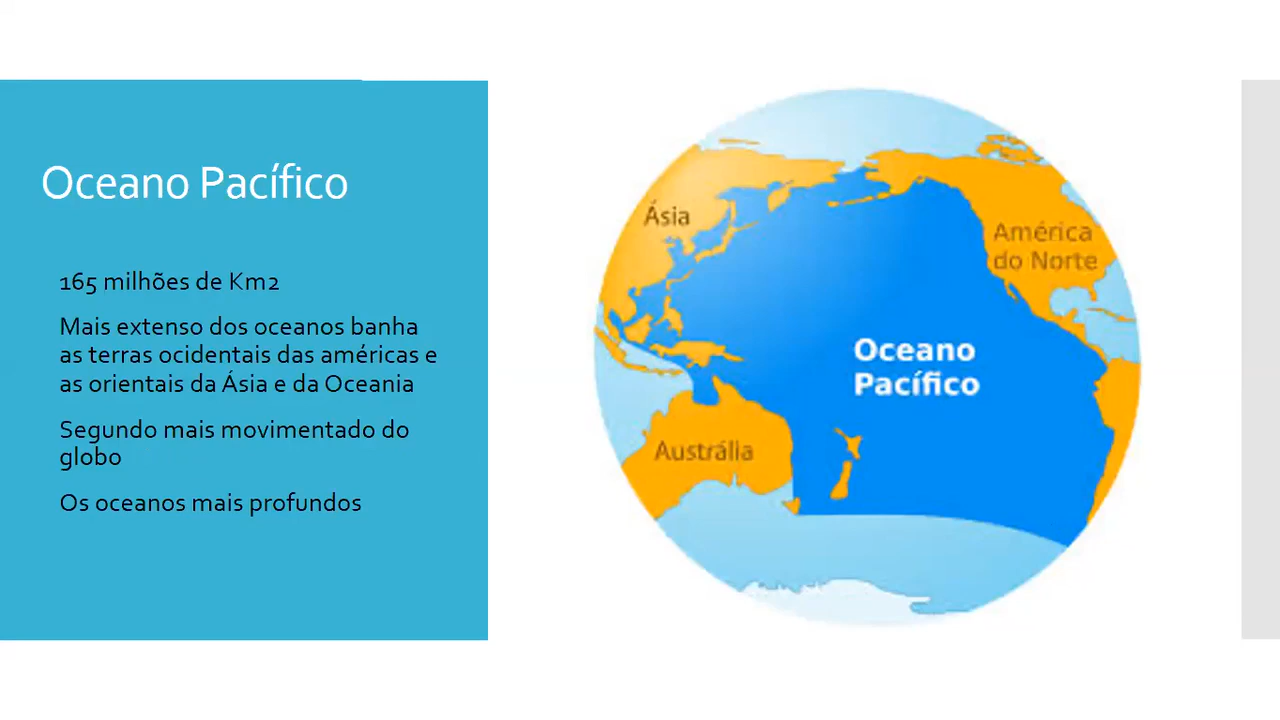 Oceano Pacífico
165 milhões de Km2
Mais extenso dos oceanos banha
as terras ocidentais das américas e
as orientais da Ásia e da Oceania
Segundo mais movimentado do
globo
Os oceanos mais profundos
Ásia
América
do Norte
Oceano
Pacífico
Austrália